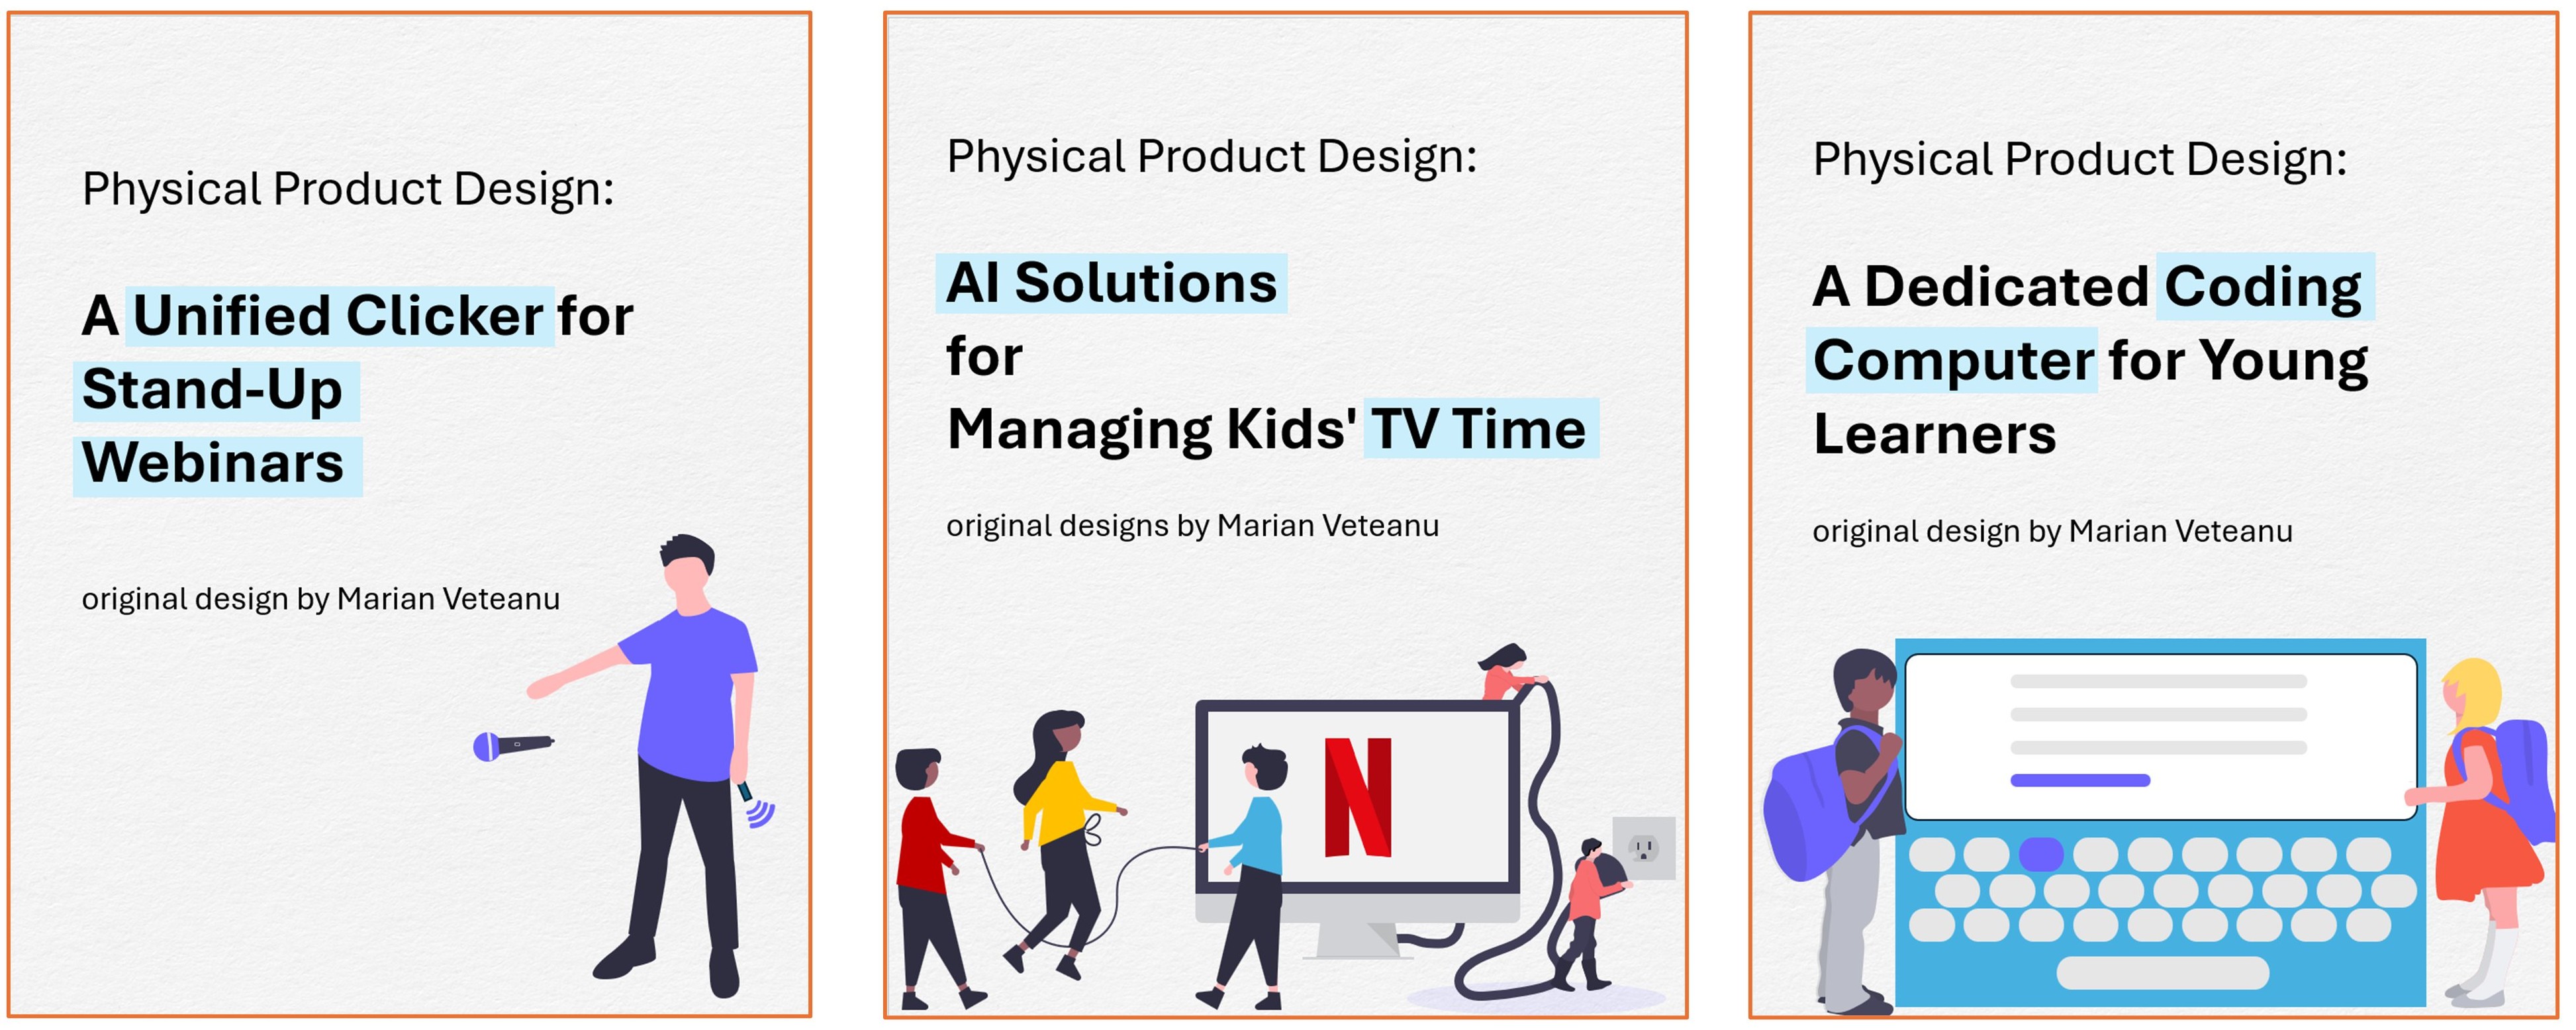 Physical Product Design:
A Unified Clicker for
Stand-Up
Webinars
original design by Marian Veteanu
Physical Product Design:
AI Solutions
for
Managing Kids' TV Time
original designs by Marian Veteanu
N
Physical Product Design:
A Dedicated Coding
Computer for Young
Learners
original design by Marian Veteanu